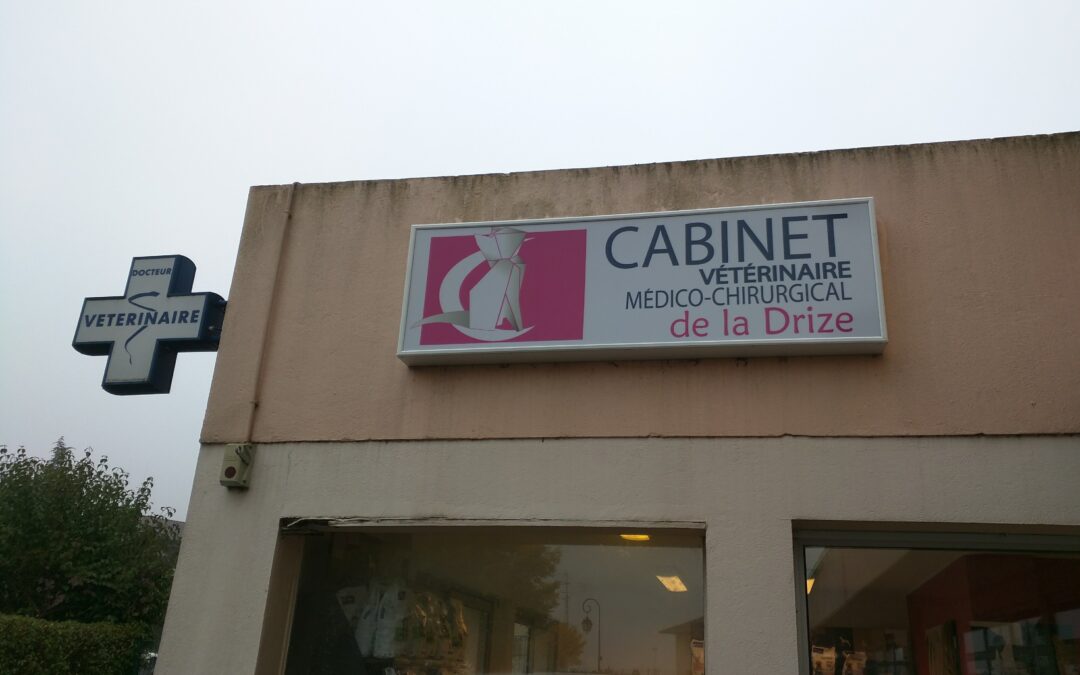 DOCTEUR
VETERINAIRE
CABINET
VÉTÉRINAIRE
MÉDICO-CHIRURGICAL
de la Drize